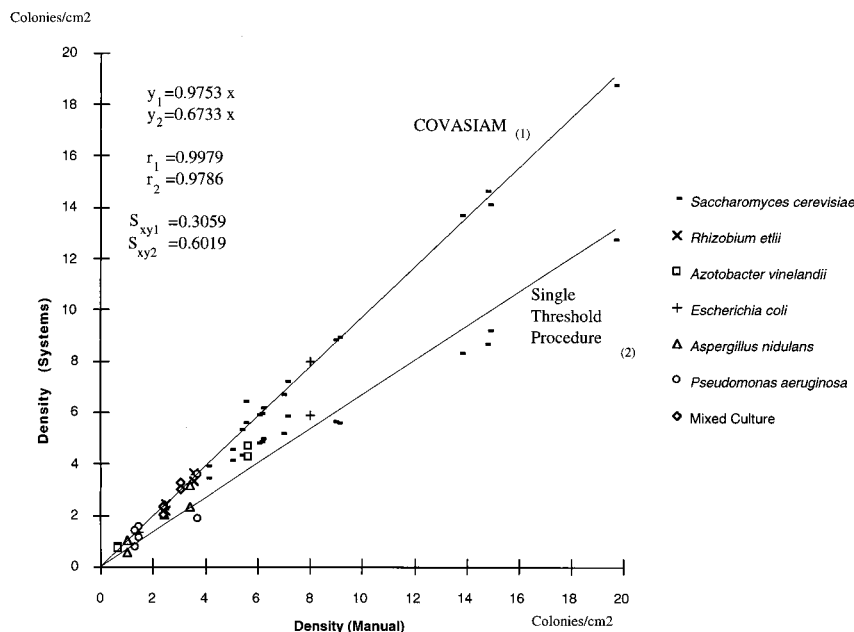 Colonies/cm2
20
18
16
14
12
10
8
6
4
2
0
Density (Systems)
y1=0.9753 x
y2=0.6733 x
r1=0.9979
r2=0.9786
Sxy1=0.3059
Sxy2=0.6019
COVASIAM (1)
Single
Threshold
Procedure (2)
Saccharomyces cerevisiae
Rhizobium etlii
Azotobacter vinelandii
Escherichia coli
Aspergillus nidulans
Pseudomonas aeruginosa
Mixed Culture
0 2 4 6 8 10 12 14 16 18 20
Density (Manual)
Colonies/cm2